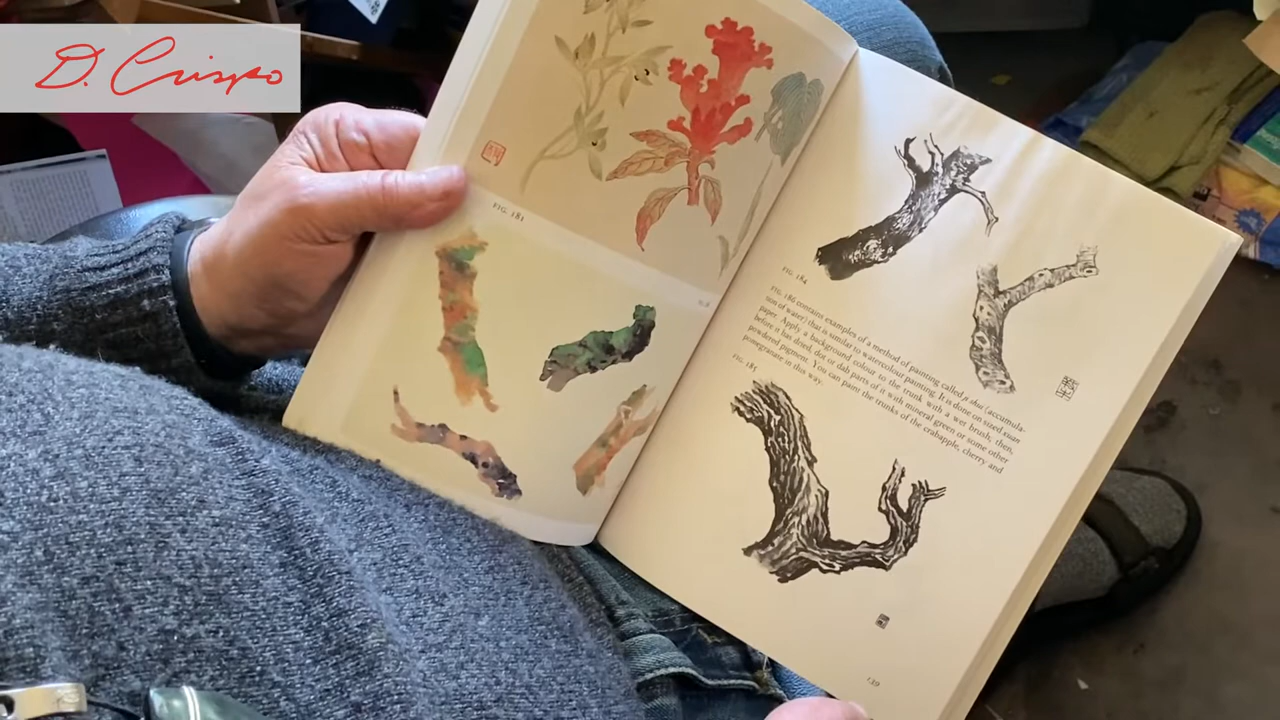 D. Crispo
FIG. 181
FIG. 184
FIG. 186 contains examples of a method of painting called ji shui (accumula-
tion of water) that is similar to watercolour painting. It is done on sized xuan
paper. Apply a background colour to the trunk with a wet brush, then,
before it has dried, dot or dab parts of it with mineral green or some other
powdered pigment. You can paint the trunks of the crabapple, cherry and
pomegranate in this way.
FIG. 185
139